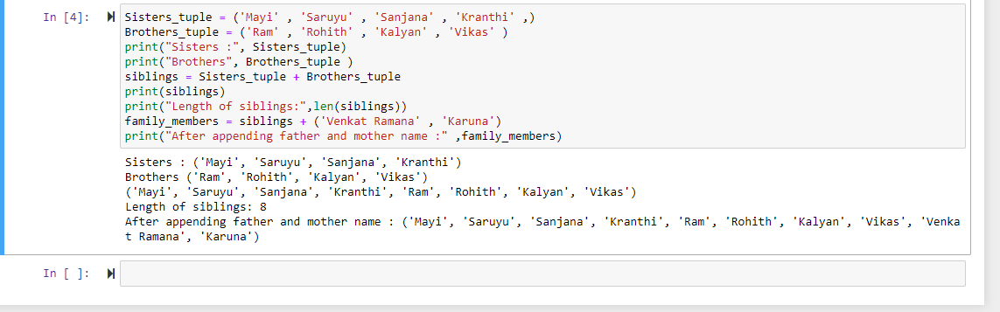 In [4]:
Sisters_tuple = ('Mayi' , 'Saruyu' , 'Sanjana' , 'Kranthi' ,)
Brothers_tuple = ('Ram' , 'Rohith' , 'Kalyan' , 'Vikas' )
print("Sisters :", Sisters_tuple)
print("Brothers", Brothers_tuple )
siblings = Sisters_tuple + Brothers_tuple
print(siblings)
print("Length of siblings:",len(siblings))
family_members = siblings + ('Venkat Ramana' , 'Karuna')
print("After appending father and mother name :" ,family_members)
Sisters : ('Mayi', 'Saruyu', 'Sanjana', 'Kranthi')
Brothers ('Ram', 'Rohith', 'Kalyan', 'Vikas')
('Mayi', 'Saruyu', 'Sanjana', 'Kranthi', 'Ram', 'Rohith', 'Kalyan', 'Vikas')
Length of siblings: 8
After appending father and mother name : ('Mayi', 'Saruyu', 'Sanjana', 'Kranthi', 'Ram', 'Rohith', 'Kalyan', 'Vikas', 'Venka
t Ramana', 'Karuna')
In [ ]: